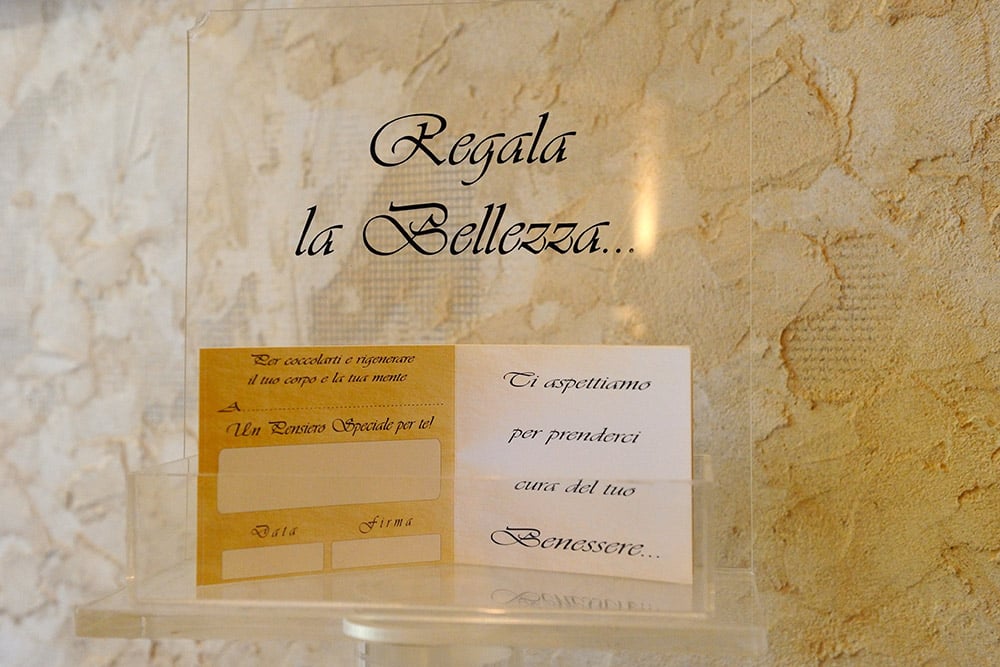 Regala
la Bellezza...
Per coccolarti e rigenerare
il tuo corpo e la tua mente
A
Un Pensiero Speciale per te!
Data
Firma
Ti aspettiamo
per prenderci
cura del tuo
Benessere...